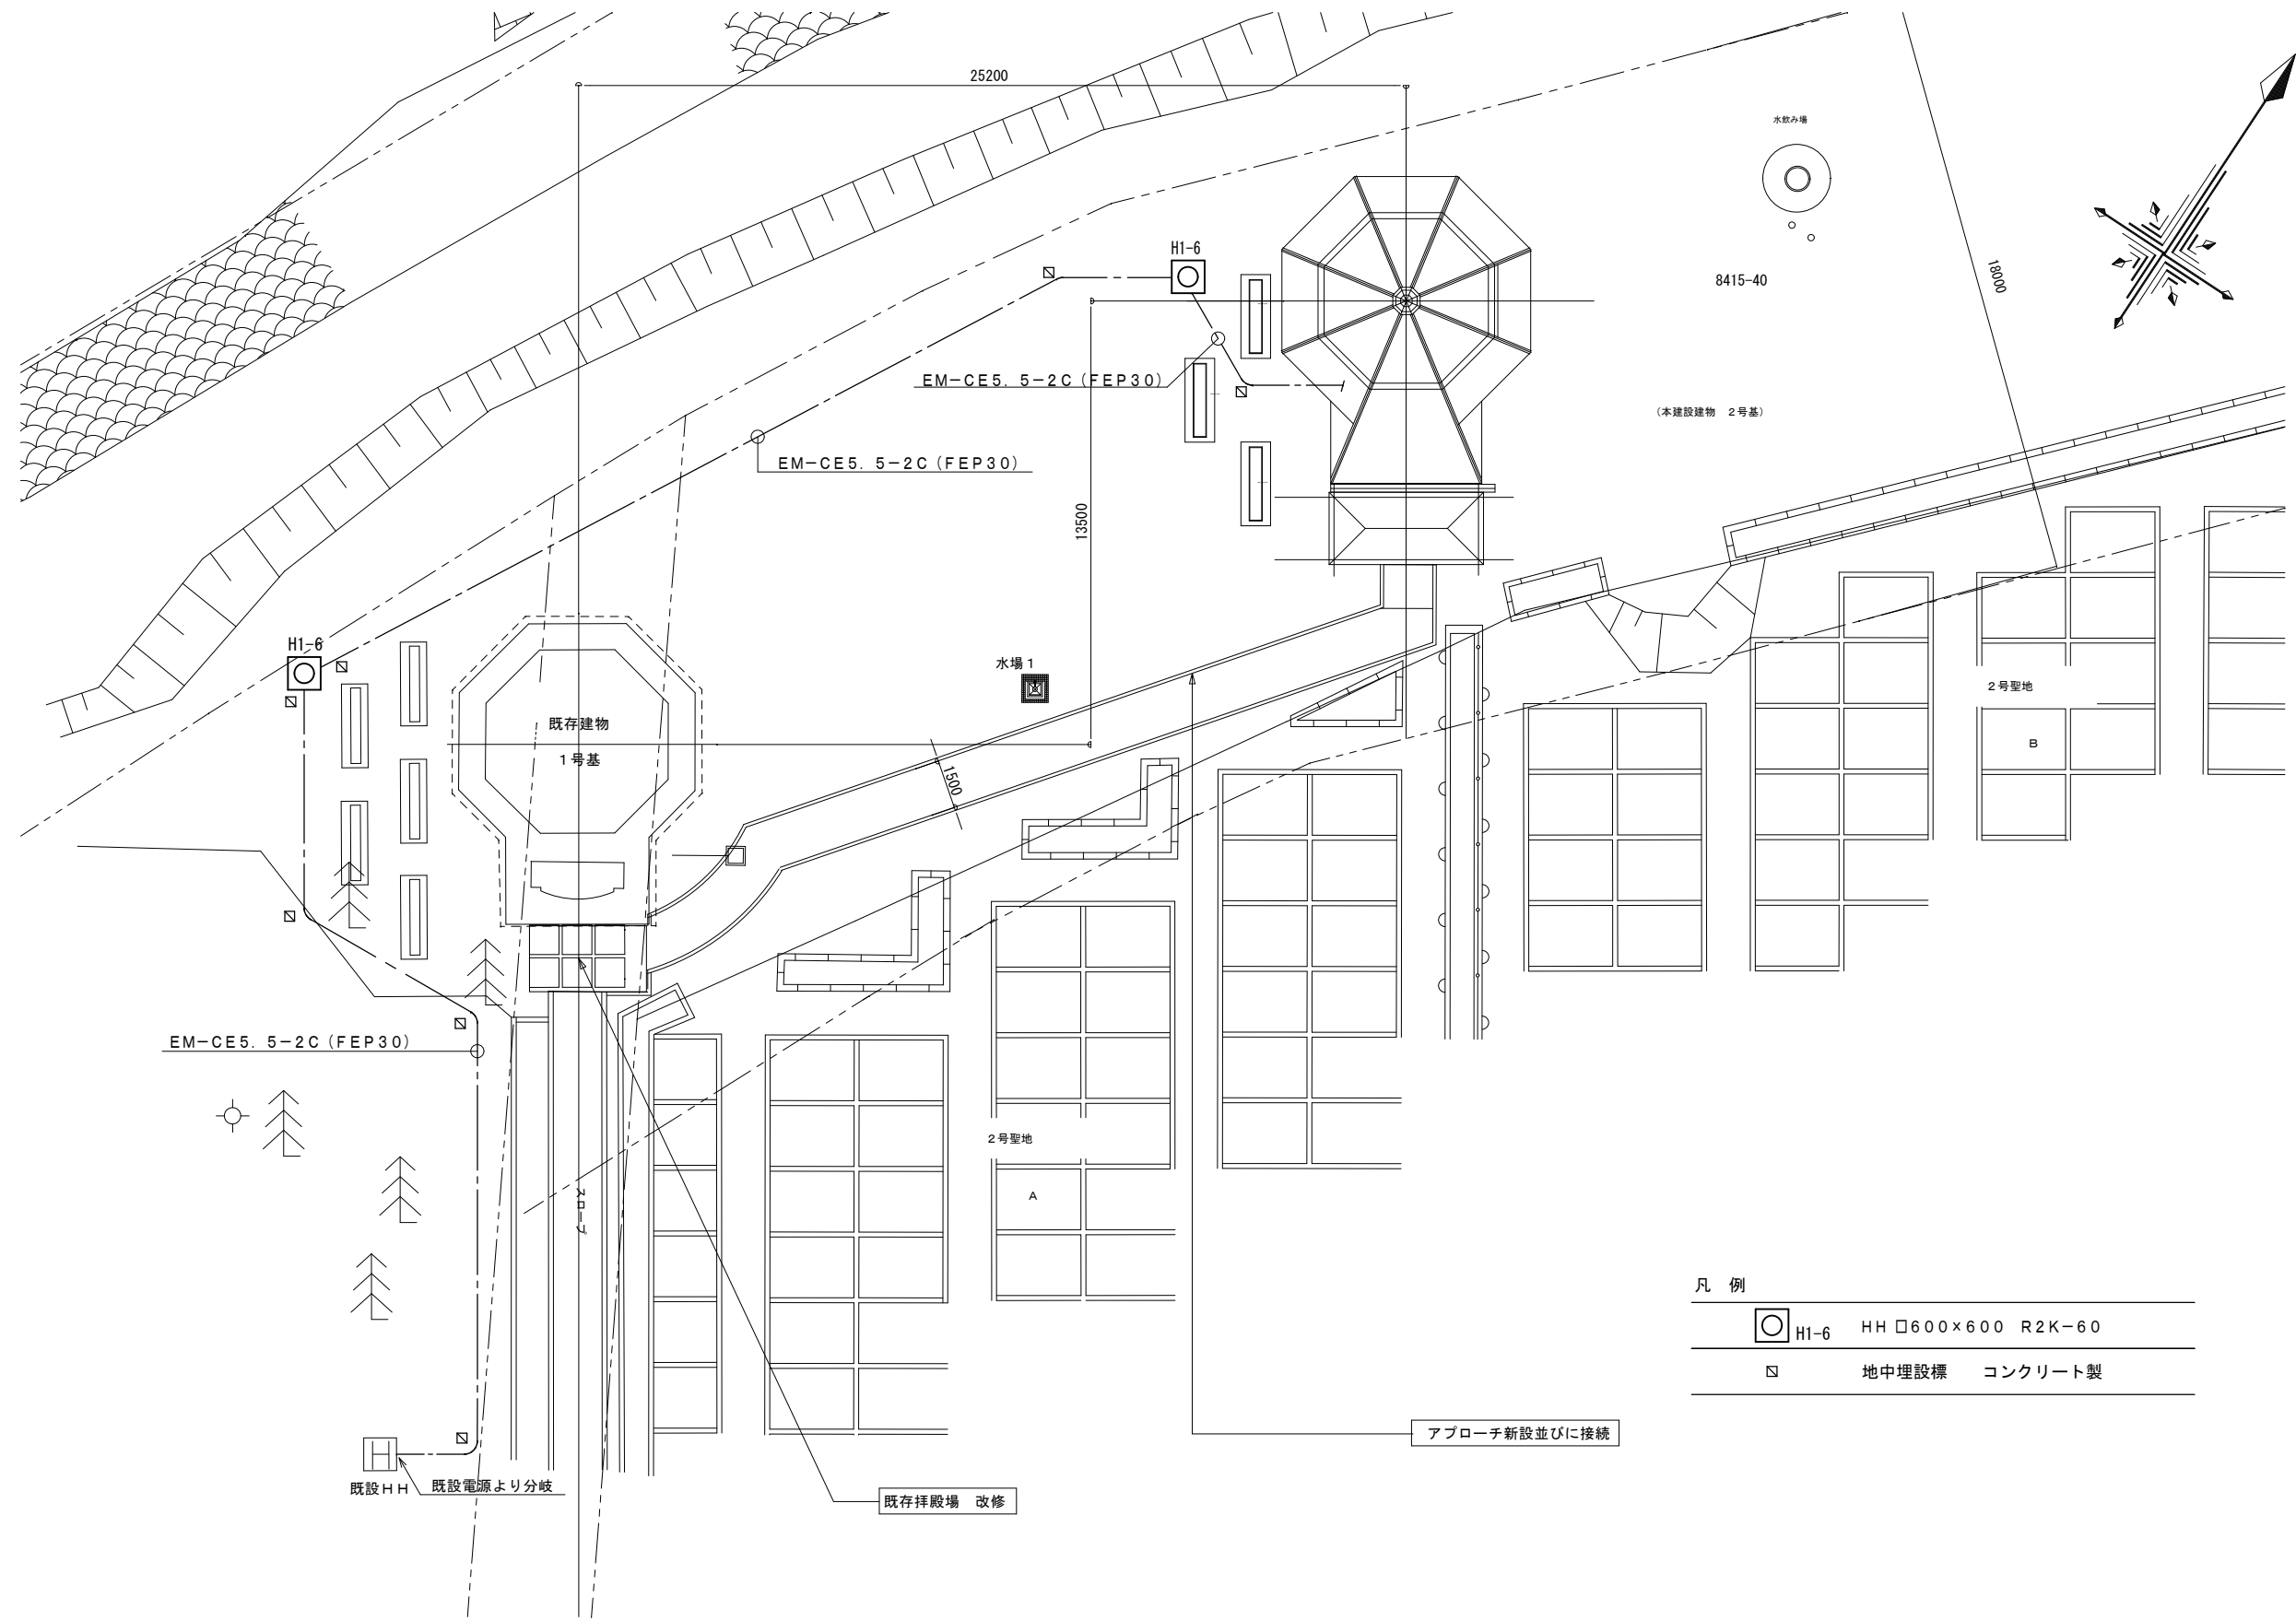 25200
水飲み場
H1-6
8415-40
18000
EM-CE5.5-2C(FEP30)
(本建設建物 2号基)
EM-CE5.5-2C(FEP30)
13500
H1-6
水場1
2号聖地
既存建物
1号基
B
1500
EM-CE5.5-2C(FEP30)
2号聖地
A
スロープ
凡 例
H1-6 HH □600×600 R2K-60
地中埋設標 コンクリート製
アプローチ新設並びに接続
既設HH
既設電源より分岐
既存拝殿場 改修